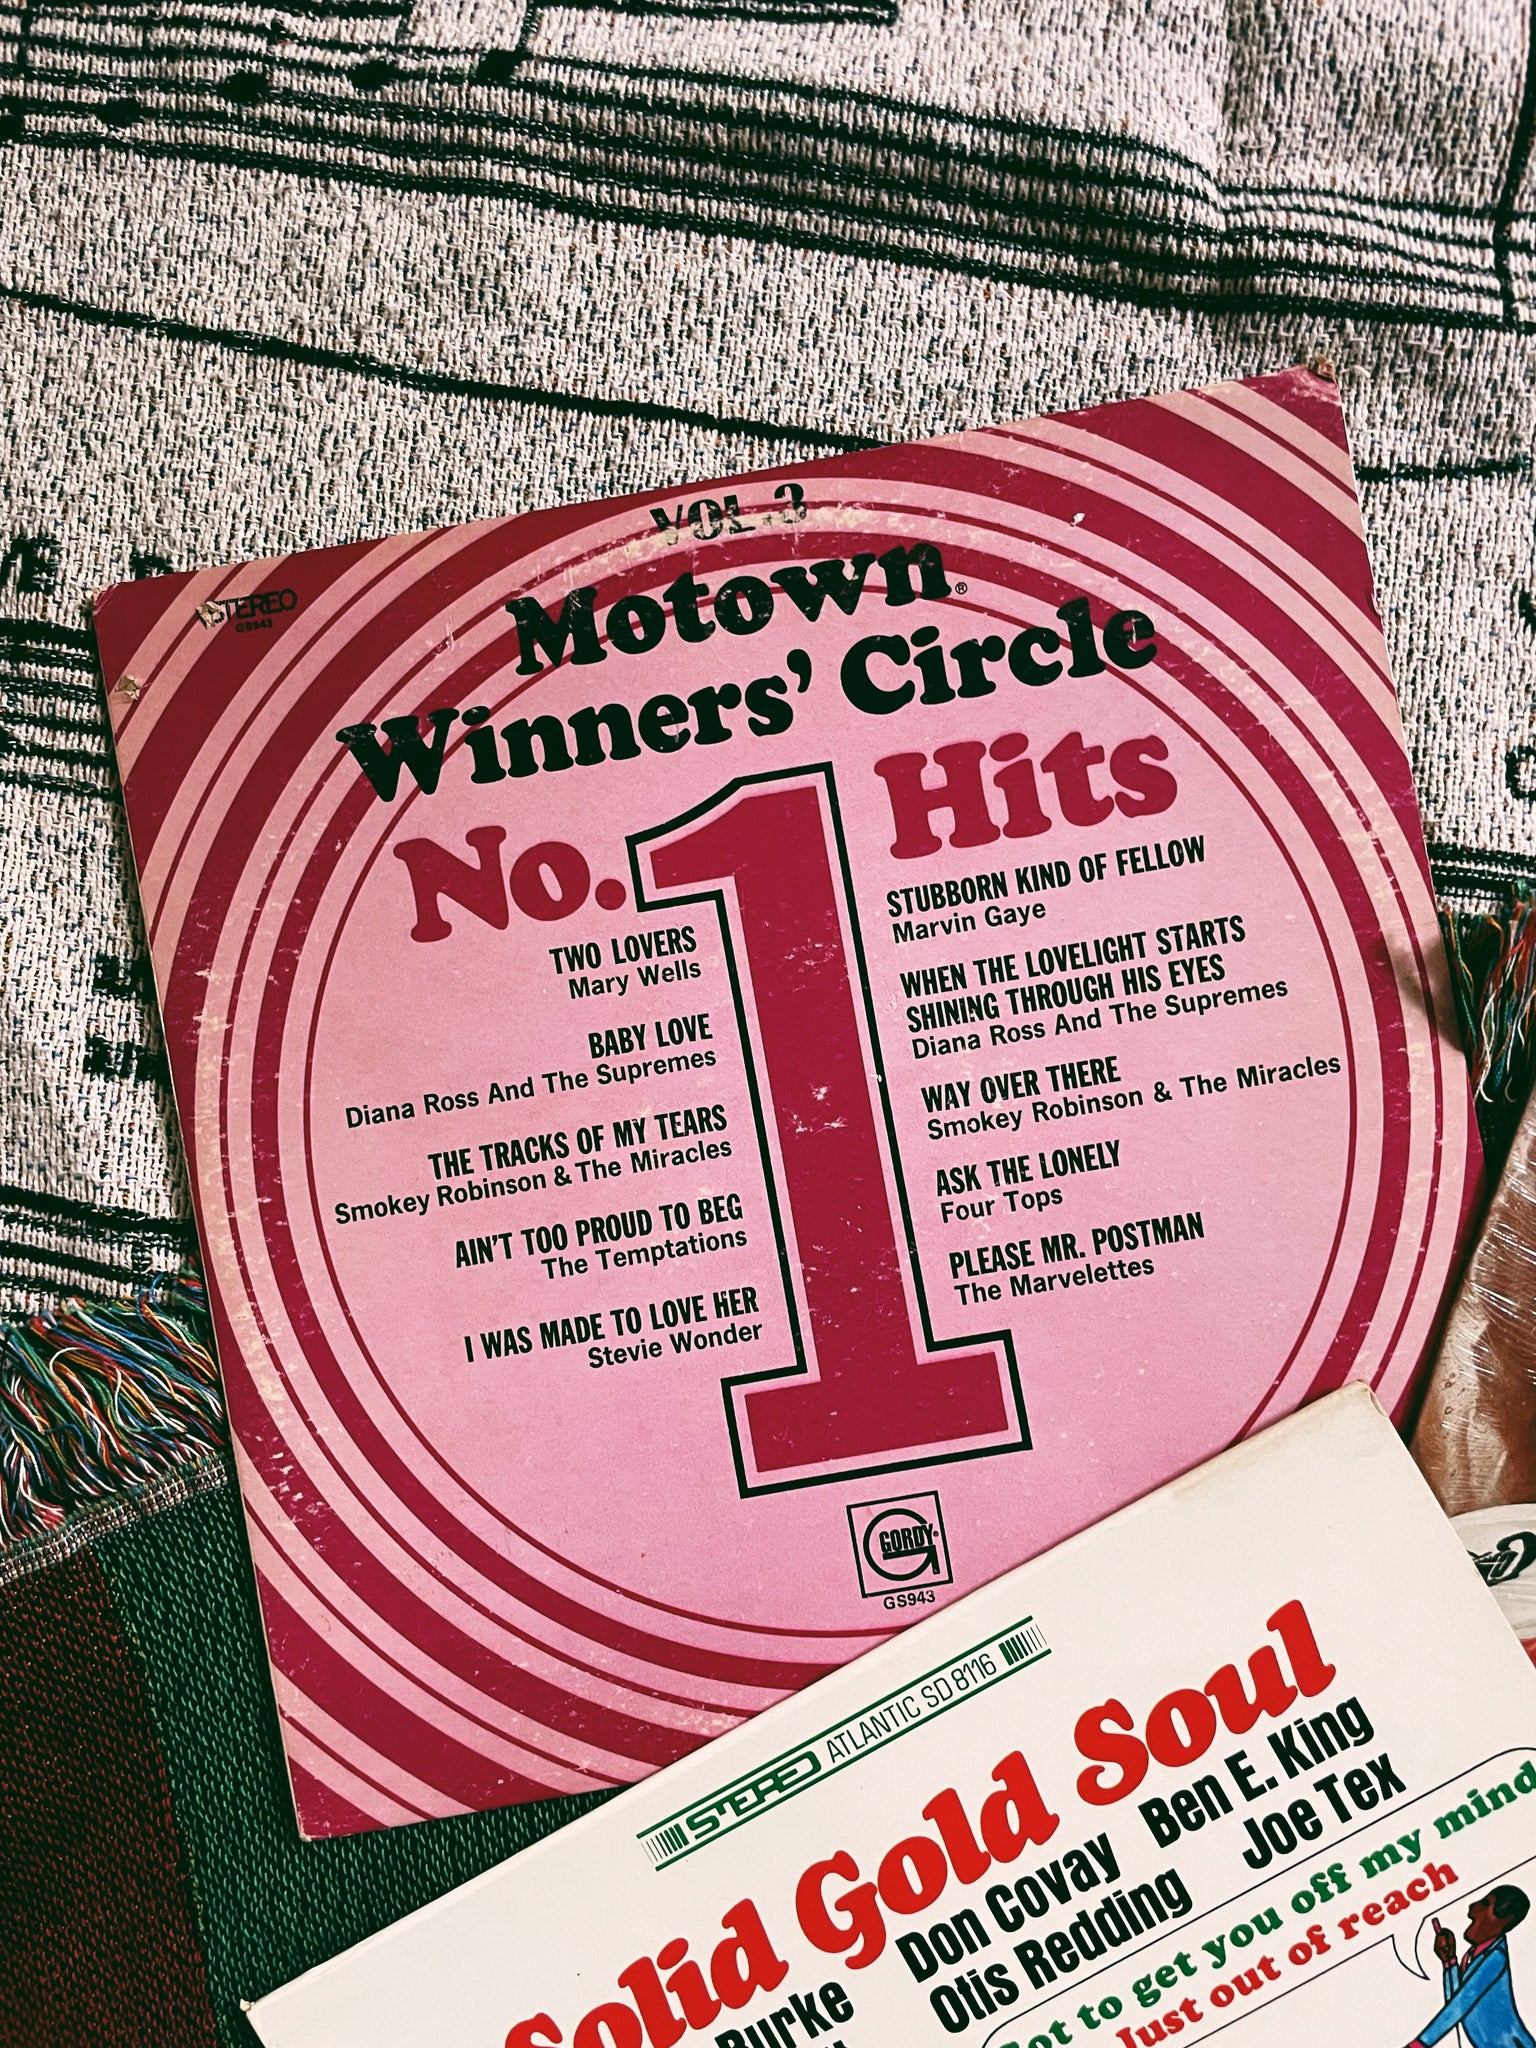 VOL. 3
STEREO
GS943
Motown®
Winners' Circle
No. 1 Hits
TWO LOVERS
Mary Wells
BABY LOVE
Diana Ross And The Supremes
THE TRACKS OF MY TEARS
Smokey Robinson & The Miracles
AIN'T TOO PROUD TO BEG
The Temptations
I WAS MADE TO LOVE HER
Stevie Wonder
STUBBORN KIND OF FELLOW
Marvin Gaye
WHEN THE LOVELIGHT STARTS
SHINING THROUGH HIS EYES
Diana Ross And The Supremes
WAY OVER THERE
Smokey Robinson & The Miracles
ASK THE LONELY
Four Tops
PLEASE MR. POSTMAN
The Marvelettes
GORDY®
GS943
STEREO ATLANTIC SD 8116
Solid Gold Soul
Burke Don Covay Ben E. King
Otis Redding Joe Tex
to get you off my mind
Just out of reach